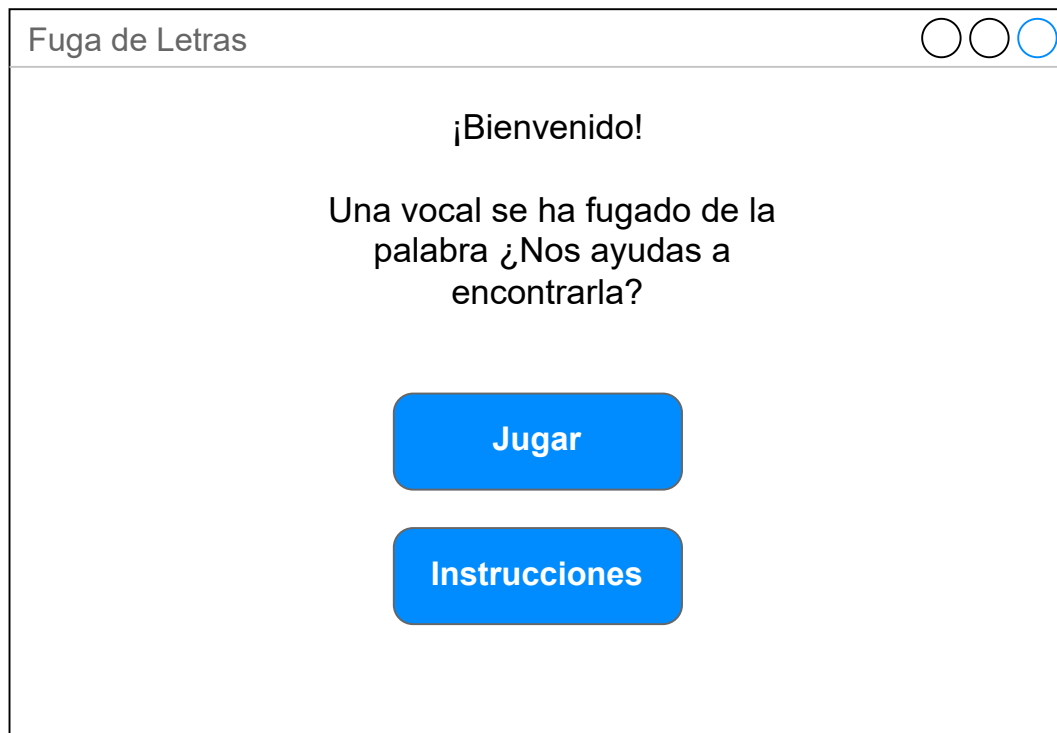 Fuga de Letras
¡Bienvenido!
Una vocal se ha fugado de la
palabra ¿Nos ayudas a
encontrarla?
Jugar
Instrucciones